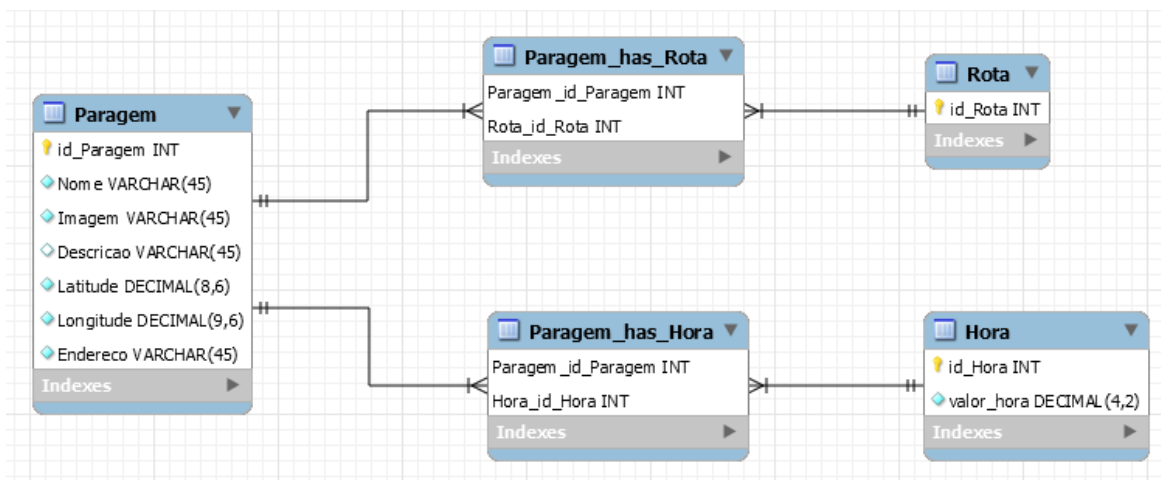 Paragem
id_Paragem INT
Nome VARCHAR(45)
Imagem VARCHAR(45)
Descricao VARCHAR(45)
Latitude DECIMAL(8,6)
Longitude DECIMAL(9,6)
Endereco VARCHAR(45)
Indexes
Paragem_has_Rota
Paragem_id_Paragem INT
Rota_id_Rota INT
Indexes
Rota
id_Rota INT
Indexes
Paragem_has_Hora
Paragem_id_Paragem INT
Hora_id_Hora INT
Indexes
Hora
id_Hora INT
valor_hora DECIMAL(4,2)
Indexes